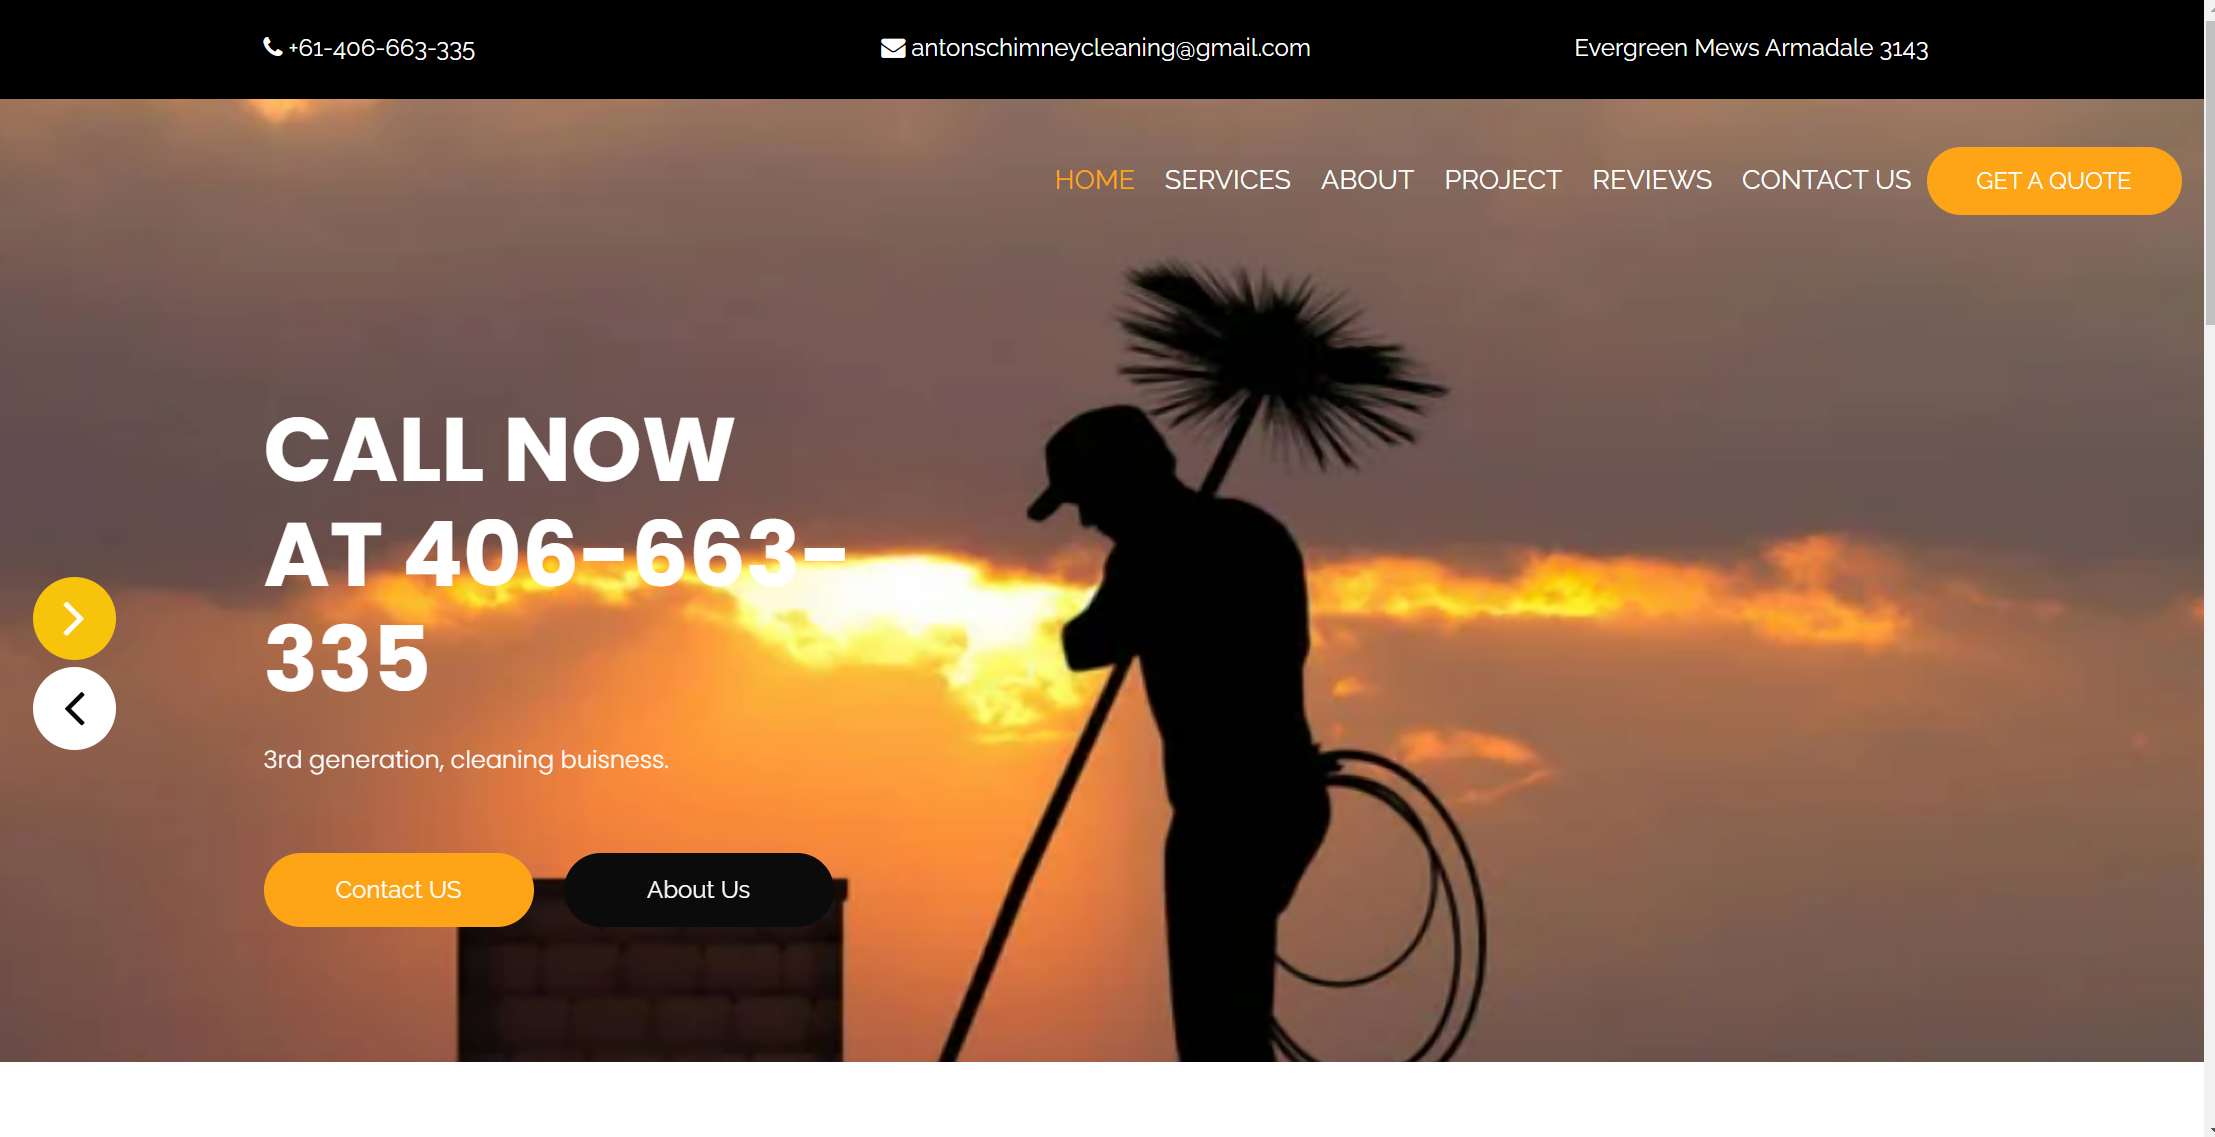 +61-406-663-335
antonschimneycleaning@gmail.com
Evergreen Mews Armadale 3143
HOME SERVICES ABOUT PROJECT REVIEWS CONTACT US GET A QUOTE
CALL NOW
AT 406-663-
335
3rd generation, cleaning buisness.
Contact US
About Us